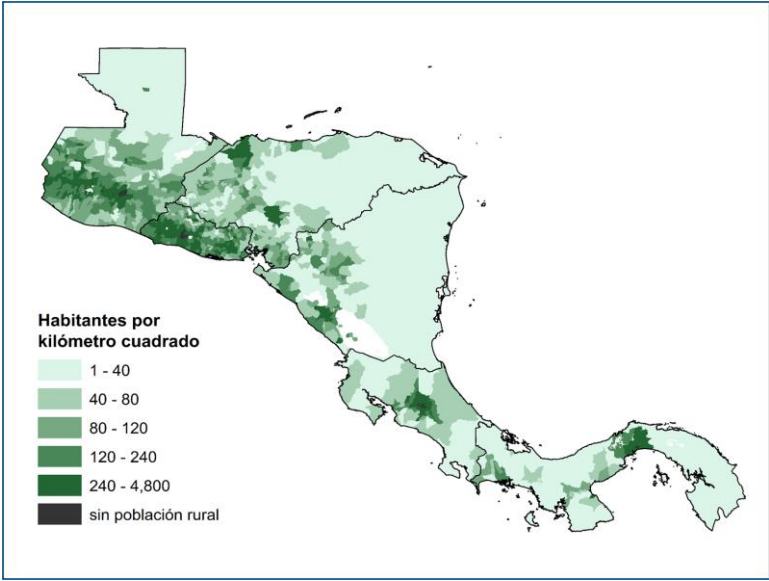 Habitantes por
kilómetro cuadrado
1 - 40
40 - 80
80 - 120
120 - 240
240 - 4,800
sin población rural